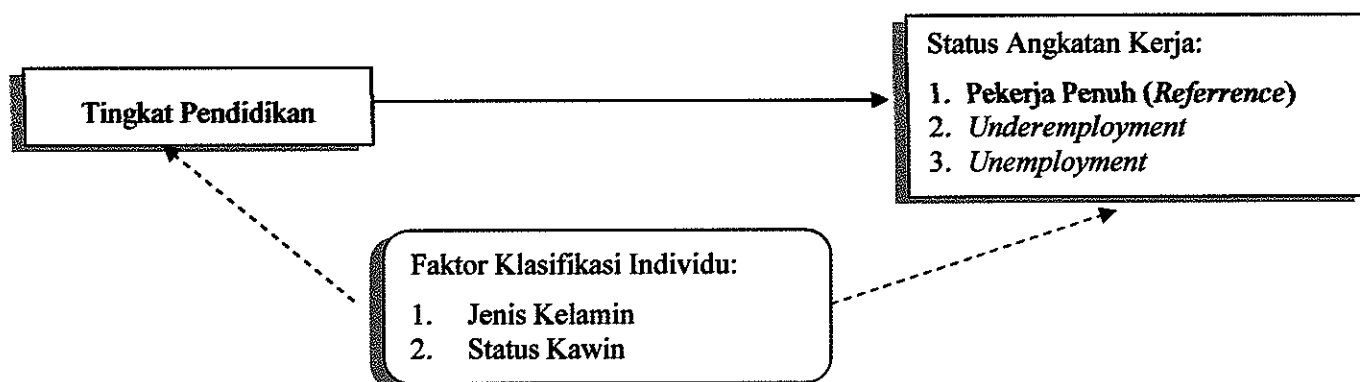 Tingkat Pendidikan
Status Angkatan Kerja:
1. Pekerja Penuh (Referrence)
2. Underemployment
3. Unemployment
Faktor Klasifikasi Individu:
1. Jenis Kelamin
2. Status Kawin